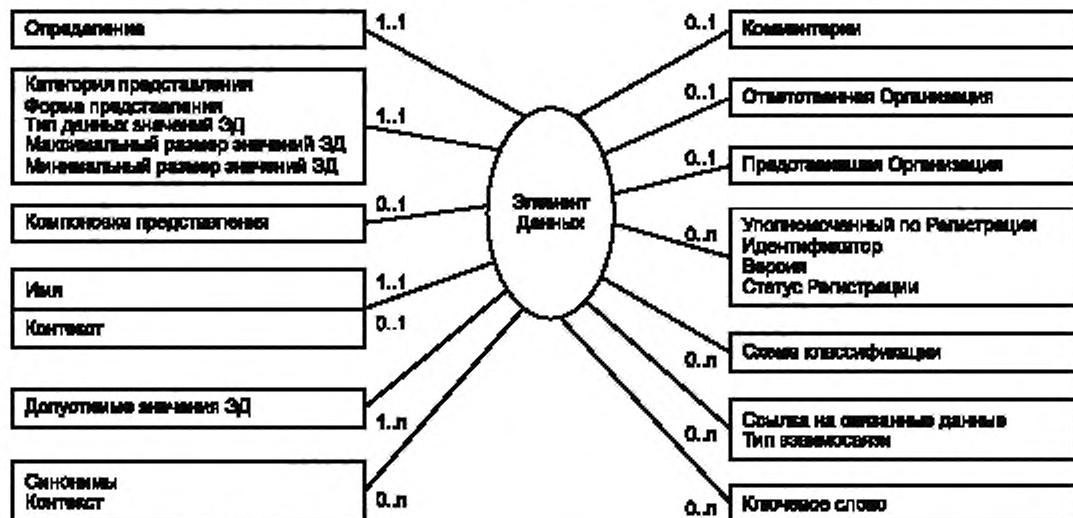 Определение
1..1
Категория представления
Форма представления
Тип данных значений ЭД
Максимальный размер значений ЭД
Минимальный размер значений ЭД
1..1
Компоновка представления
0..1
Имя
1..1
Контекст
0..1
Допустимые значения ЭД
1..п
Синонимы
Контекст
0..п
Элемент
Данных
0..1
Комментарии
0..1
Ответственная Организация
0..1
Представившая Организация
0..п
Уполномоченный по Регистрации
Идентификатор
Версия
Статус Регистрации
0..п
Схема классификации
0..п
Ссылка на связанные данные
Тип взаимосвязи
0..п
Ключевое слово